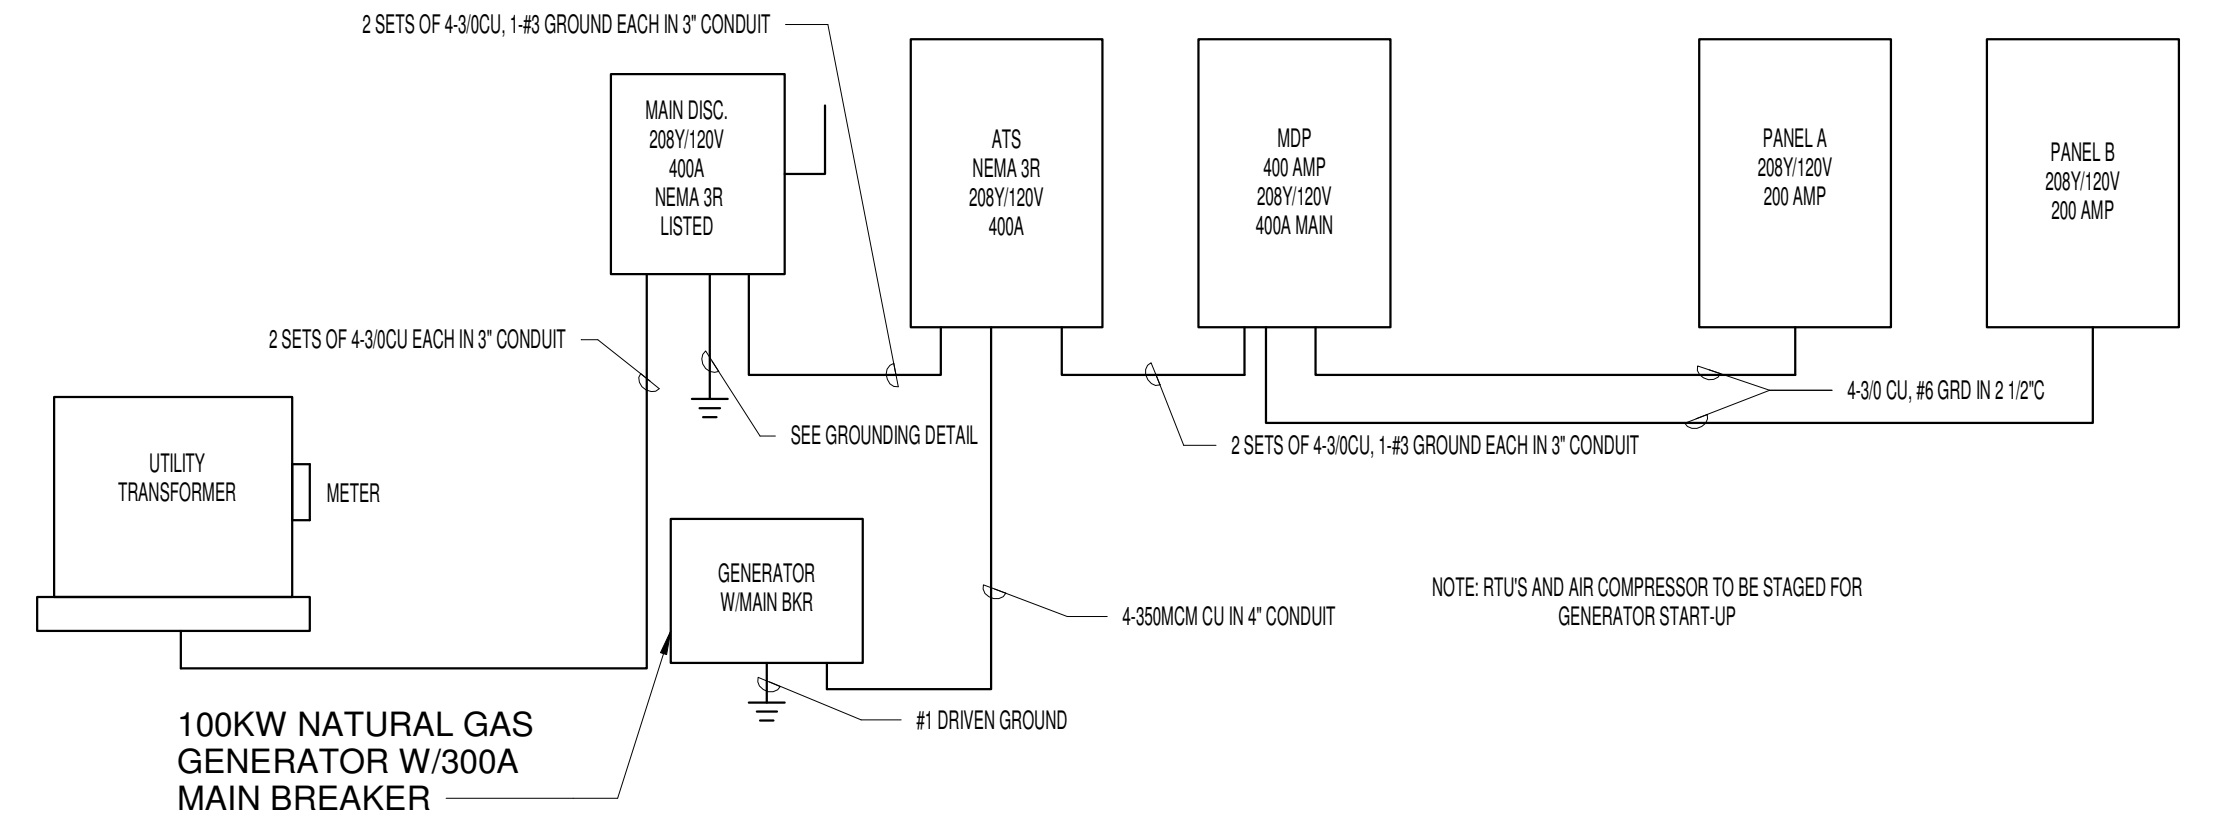 2 SETS OF 4-3/0CU, 1-#3 GROUND EACH IN 3" CONDUIT
MAIN DISC.
208Y/120V
400A
NEMA 3R
LISTED
ATS
NEMA 3R
208Y/120V
400A
MDP
400 AMP
208Y/120V
400A MAIN
PANEL A
208Y/120V
200 AMP
PANEL B
208Y/120V
200 AMP
2 SETS OF 4-3/0CU EACH IN 3" CONDUIT
4-3/0 CU, #6 GRD IN 2 1/2"C
SEE GROUNDING DETAIL
2 SETS OF 4-3/0CU, 1-#3 GROUND EACH IN 3" CONDUIT
UTILITY
TRANSFORMER
METER
GENERATOR
W/MAIN BKR
4-350MCM CU IN 4" CONDUIT
NOTE: RTU'S AND AIR COMPRESSOR TO BE STAGED FOR
GENERATOR START-UP
#1 DRIVEN GROUND
100KW NATURAL GAS
GENERATOR W/300A
MAIN BREAKER